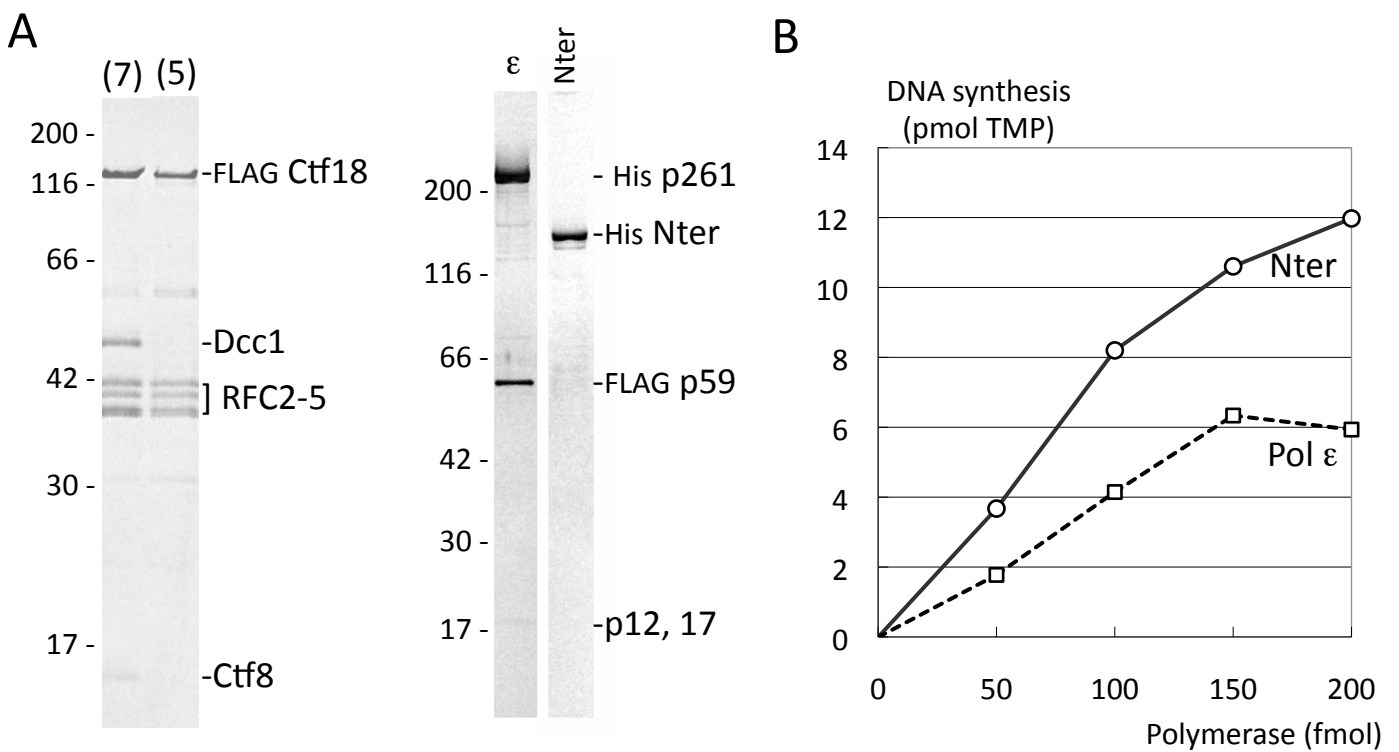 A
(7) (5)
200 -
116 -
66 -
42 -
30 -
17 -
-FLAG Ctf18
-Dcc1
] RFC2-5
-Ctf8
ε
Nter
200 -
116 -
66 -
42 -
30 -
17 -
- His p261
-His Nter
-FLAG p59
-p12, 17
B
DNA synthesis
(pmol TMP)
14
12
10
8
6
4
2
0
Nter
Pol ε
0 50 100 150 200
Polymerase (fmol)